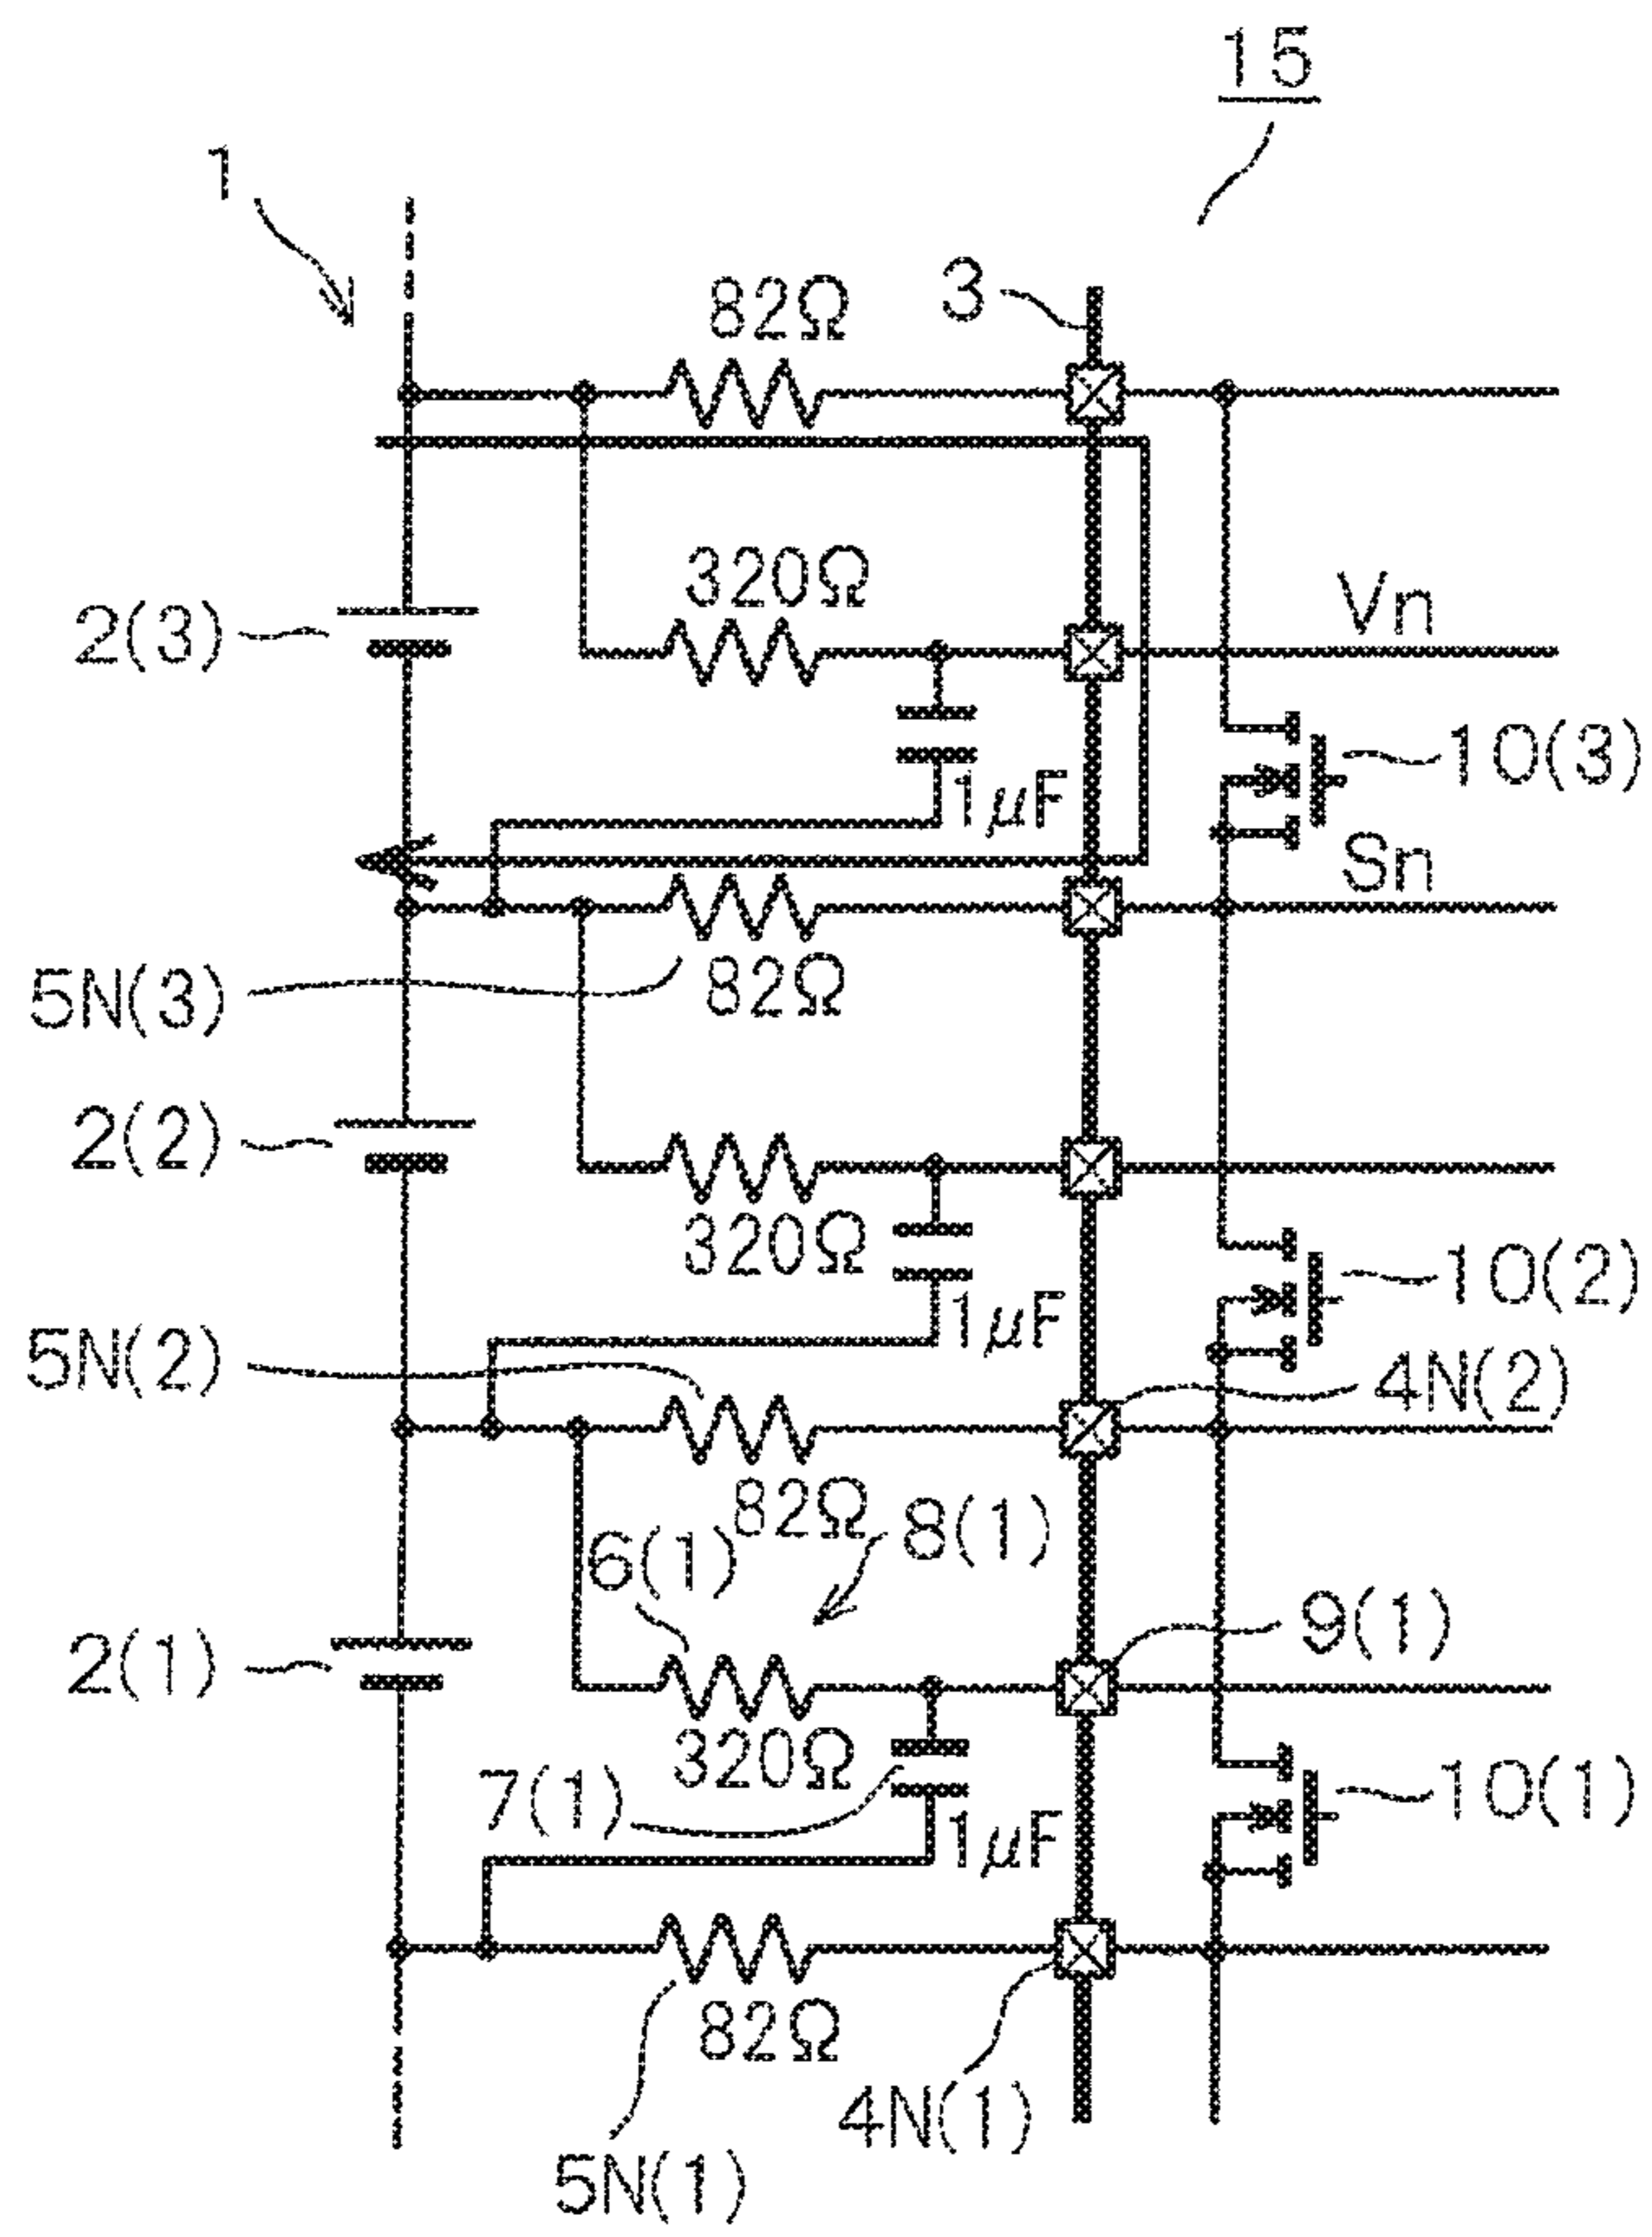 15
1
82Ω
3
320Ω
Vn
2(3)
10(3)
1μF
Sn
5N(3)
82Ω
2(2)
320Ω
10(2)
1μF
5N(2)
4N(2)
82Ω
8(1)
6(1)
9(1)
2(1)
320Ω
7(1)
10(1)
1μF
82Ω
4N(1)
5N(1)